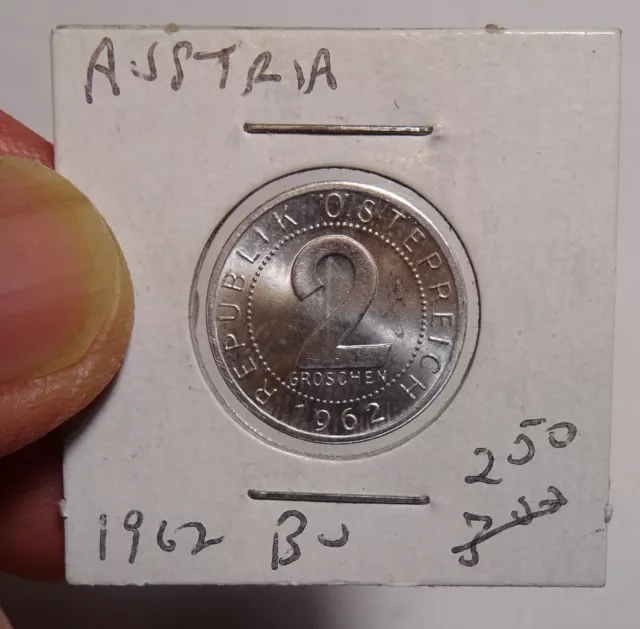 AUSTRIA
REPUBLIK ÖSTERREICH
2
GROSCHEN
1962
1962 BU
2 50